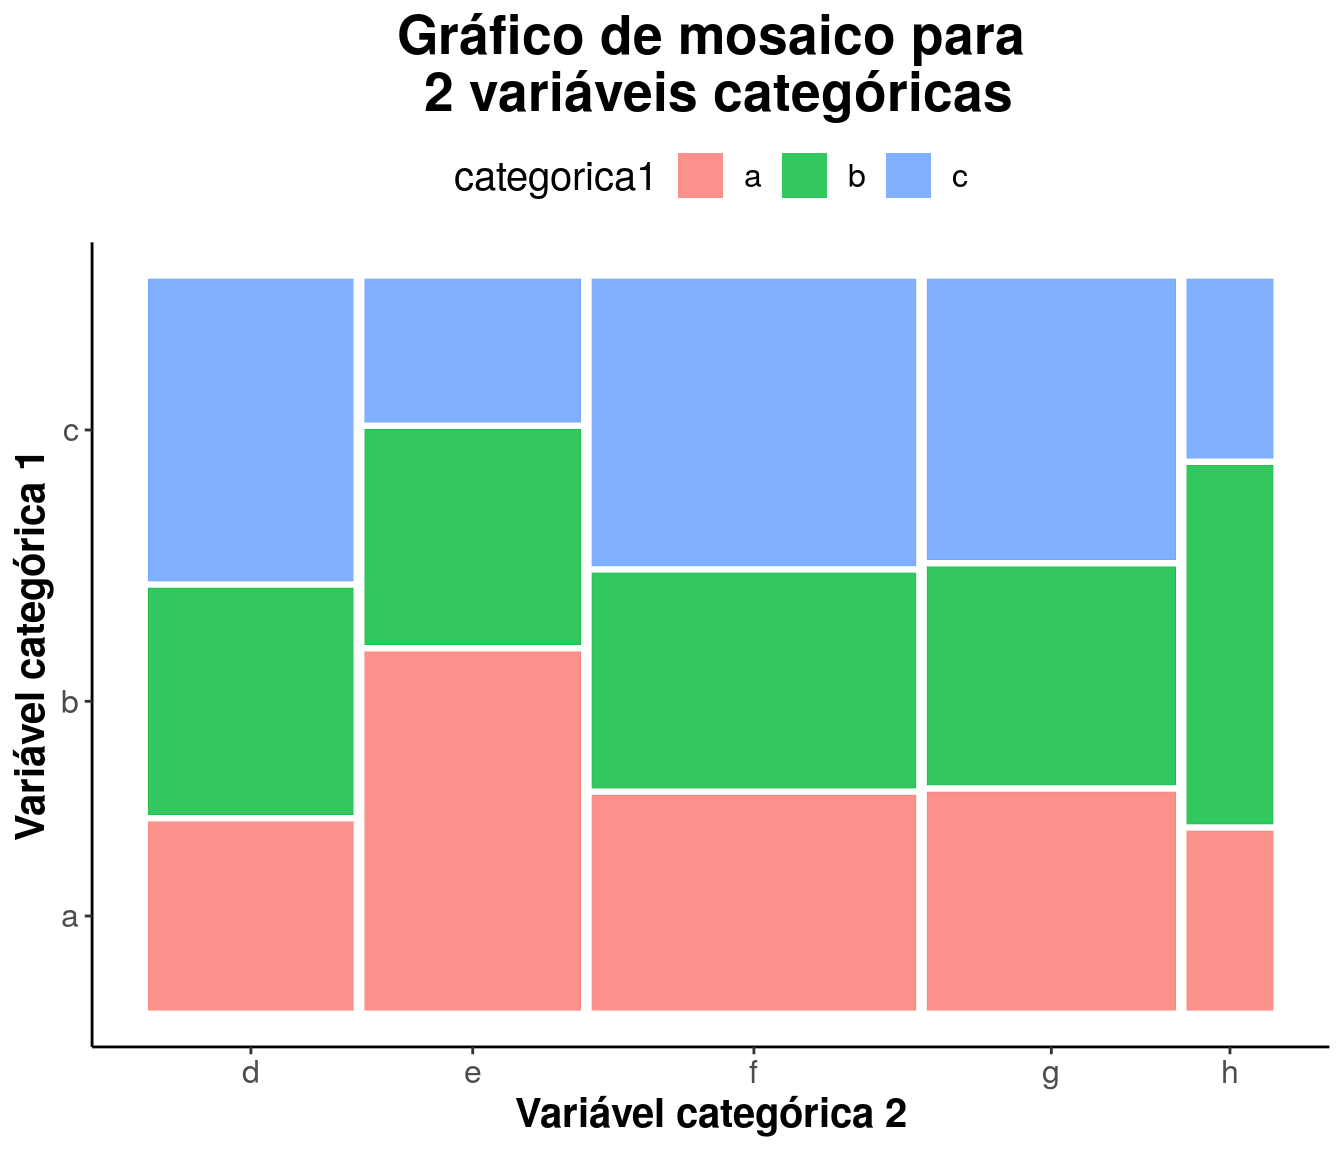 Gráfico de mosaico para
2 variáveis categóricas
categorica1 a b c
Variável categórica 1
c
b
a
d e f g h
Variável categórica 2